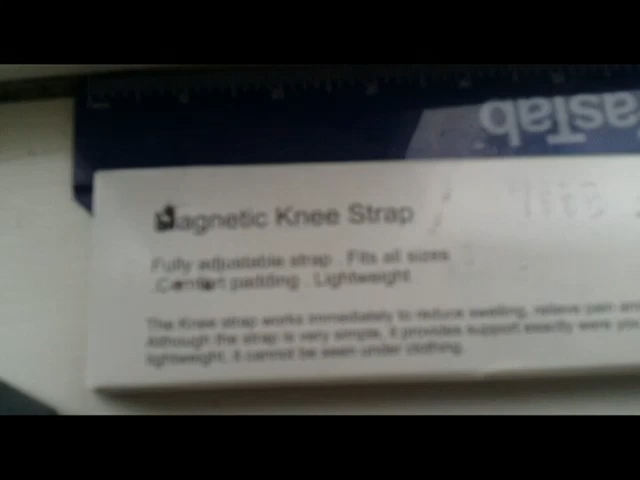 asTab
Magnetic Knee Strap
Fully adjustable strap . Fits all sizes
.Comfort padding . Lightweight
The Knee strap works immediately to reduce swelling, relieve pain and
Although the strap is very simple, it provides support exactly were you
lightweight, it cannot be seen under clothing.